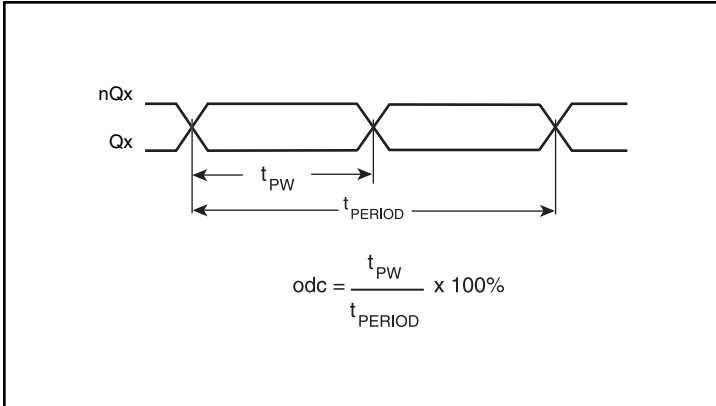 nQx
Qx
tPW
tPERIOD
odc = tPW / tPERIOD x 100%